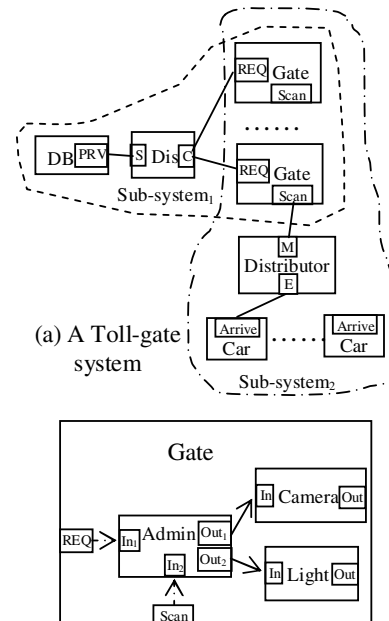 REQ
Gate
Scan
......
DB PRV
S Dis C
REQ
Gate
Scan
Sub-system1
M
Distributor
E
(a) A Toll-gate
system
Arrive
Car
......
Arrive
Car
Sub-system2
Gate
In Camera Out
REQ
In1 Admin Out1
Out2
In2
In Light Out
Scan